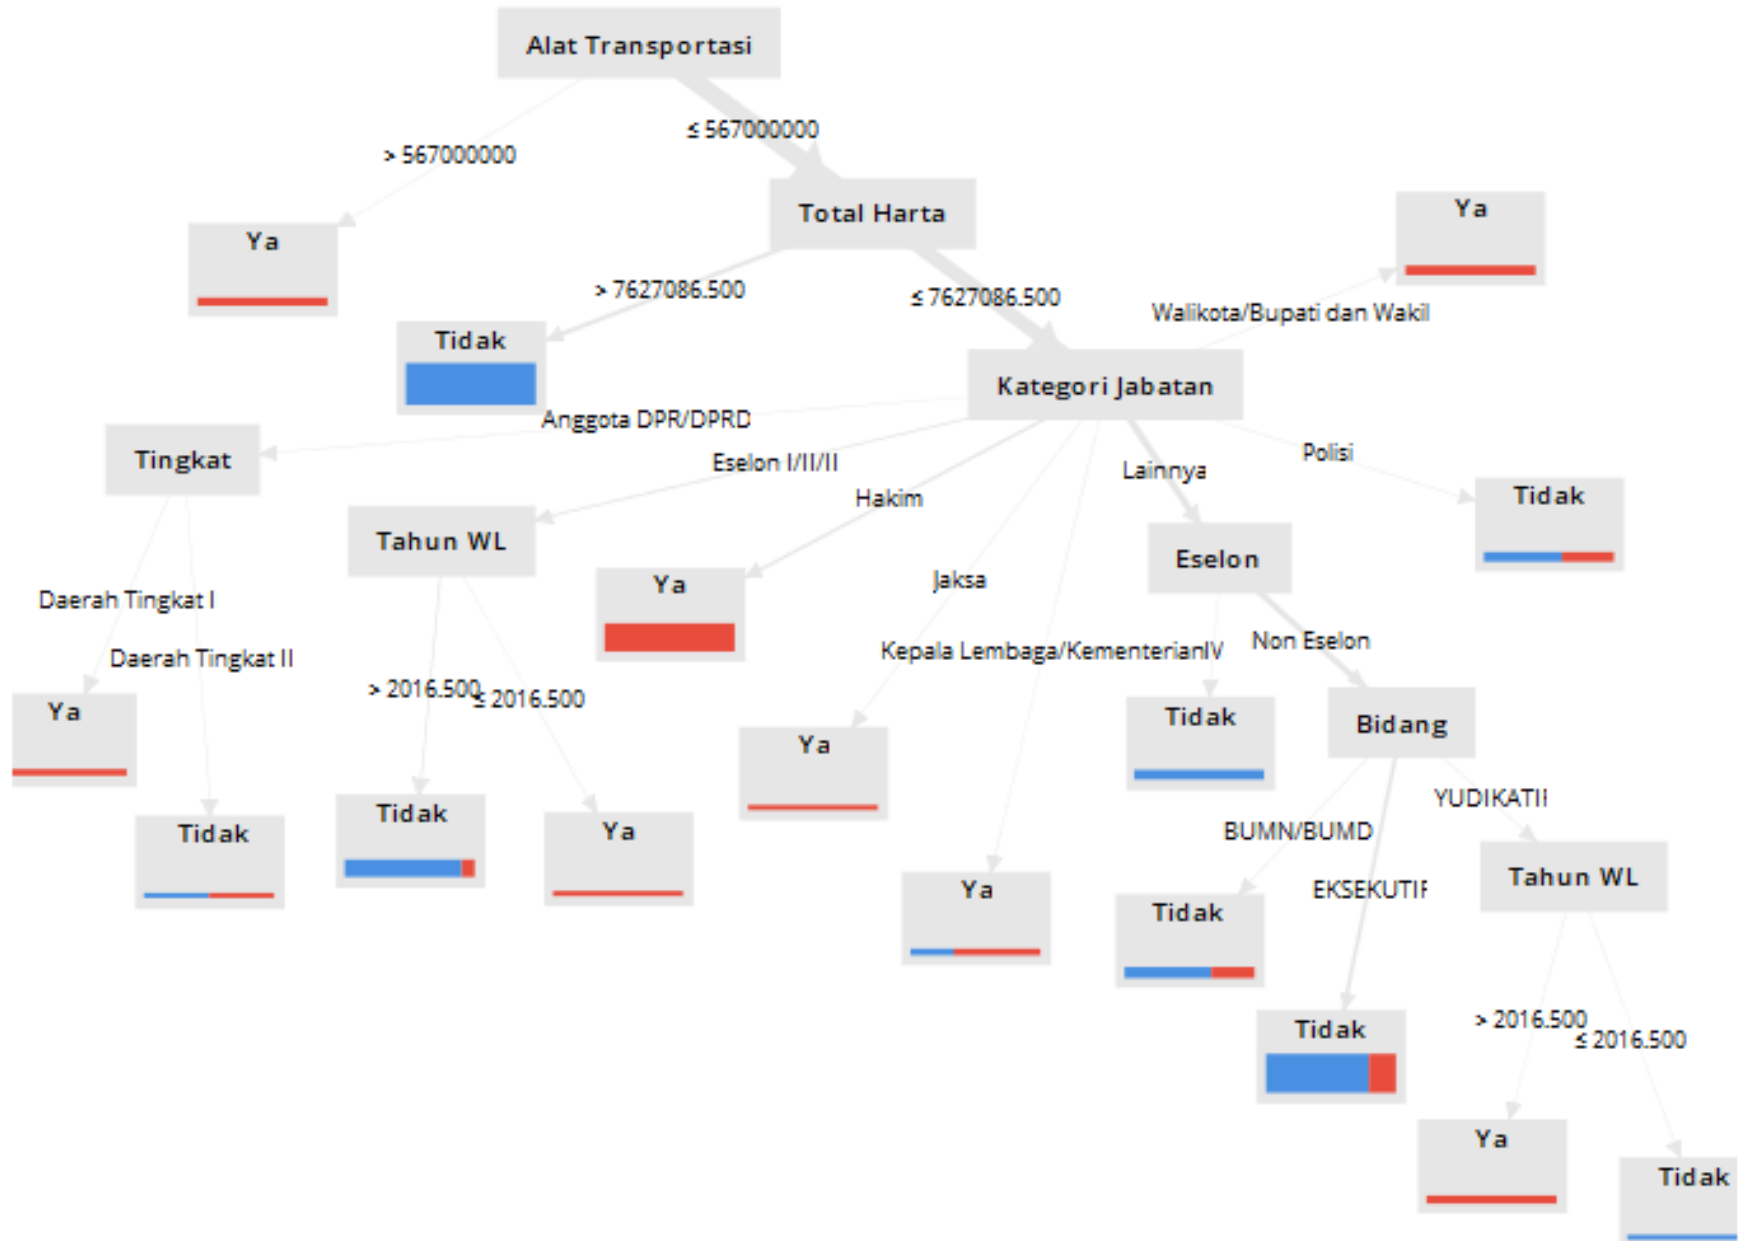 Alat Transportasi
≤ 567000000
> 567000000
Ya
Total Harta
Ya
> 7627086.500
≤ 7627086.500
Walikota/Bupati dan Wakil
Tidak
Kategori Jabatan
Anggota DPR/DPRD
Tingkat
Eselon I/II/II
Lainnya
Polisi
Hakim
Tidak
Tahun WL
Eselon
Ya
Jaksa
Daerah Tingkat I
Daerah Tingkat II
Kepala Lembaga/Kementerian
IV
Non Eselon
> 2016.500
≤ 2016.500
Ya
Tidak
Bidang
Ya
YUDIKATIF
Tidak
Tidak
Ya
BUMN/BUMD
EKSEKUTIF
Tahun WL
Ya
Tidak
> 2016.500
≤ 2016.500
Tidak
Ya
Tidak